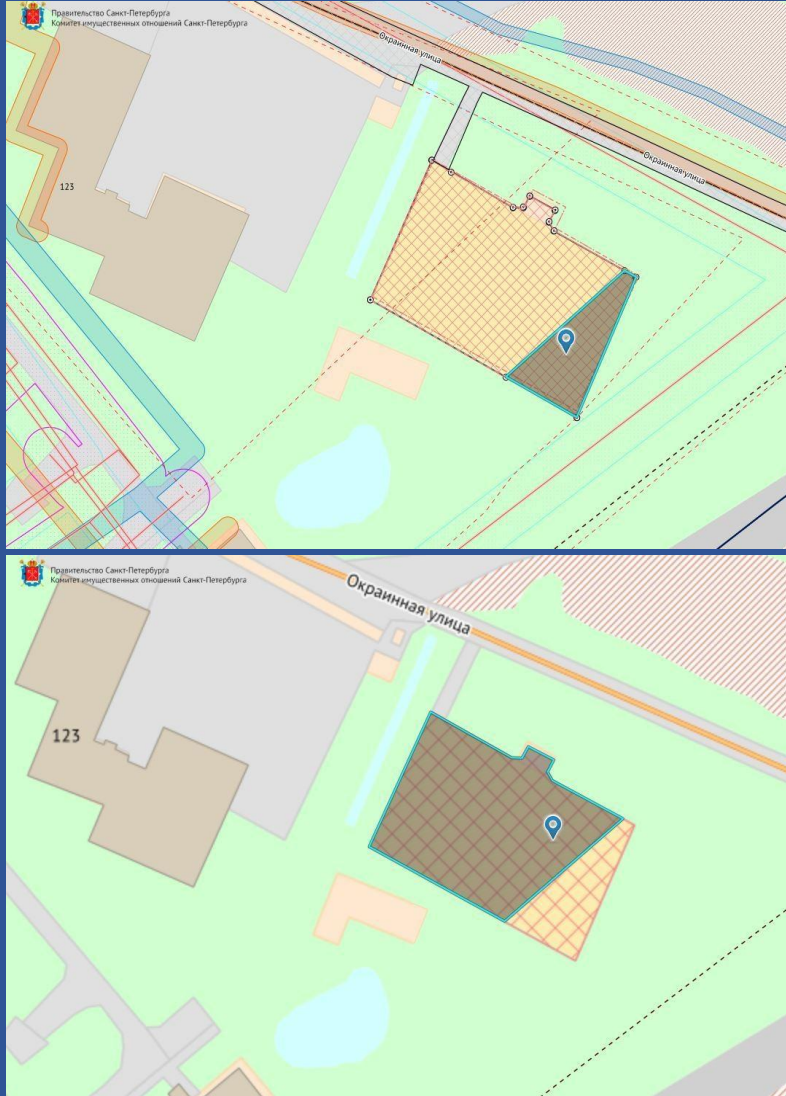 Правительство Санкт-Петербурга
Комитет имущественных отношений Санкт-Петербурга
Окраинная улица
Окраинная улица
123
Правительство Санкт-Петербурга
Комитет имущественных отношений Санкт-Петербурга
Окраинная улица
123